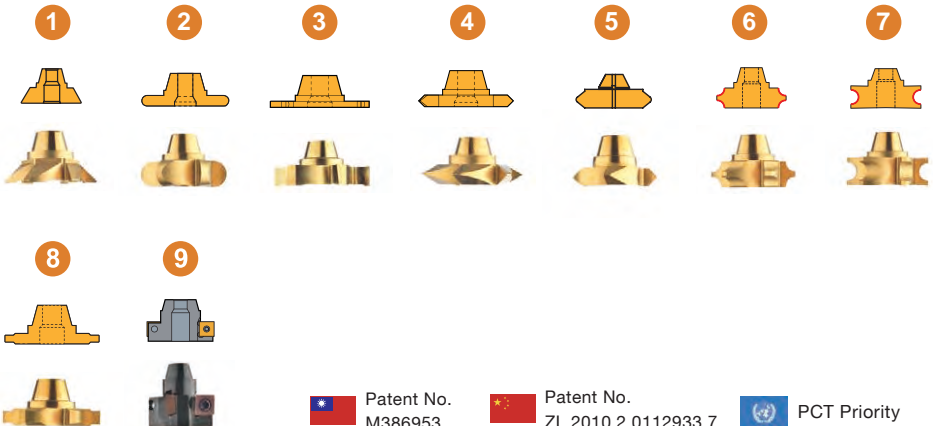 1 2 3 4 5 6 7
8 9
Patent No.
M386953
Patent No.
ZL 2010 2 0112933.7
PCT Priority